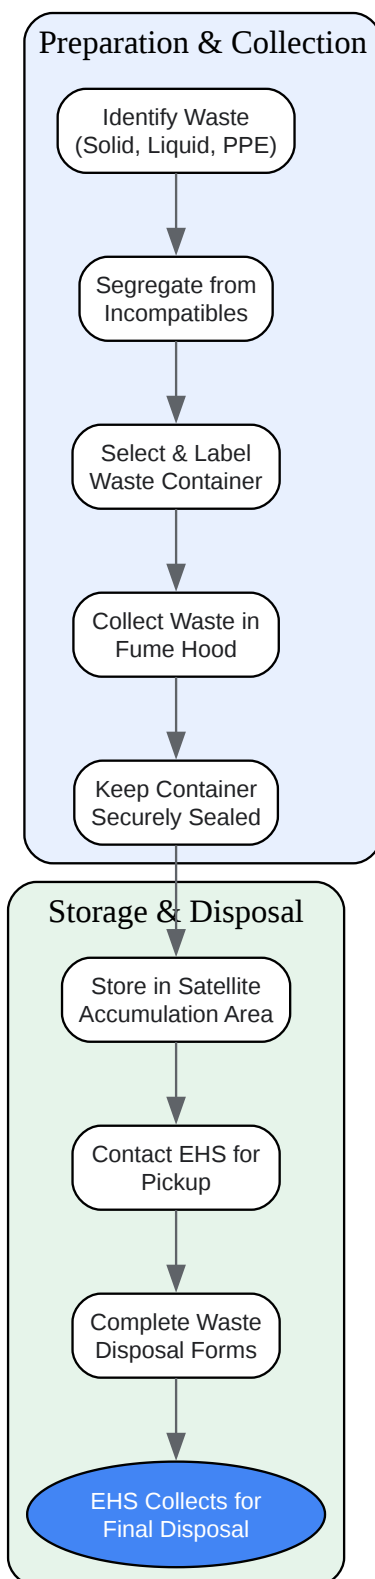 Preparation & Collection
Identify Waste
(Solid, Liquid, PPE)
Segregate from
Incompatibles
Select & Label
Waste Container
Collect Waste in
Fume Hood
Keep Container
Securely Sealed
Storage & Disposal
Store in Satellite
Accumulation Area
Contact EHS for
Pickup
Complete Waste
Disposal Forms
EHS Collects for
Final Disposal